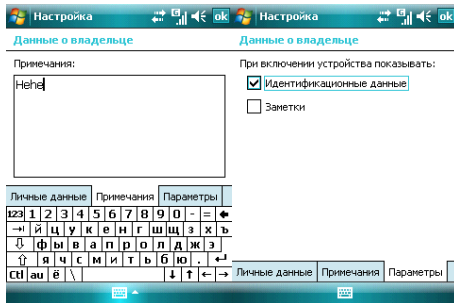 Настройка
ok
Данные о владельце
Примечания:
Hehe
Личные данные Примечания Параметры
123 1 2 3 4 5 6 7 8 9 0 - =
й ц у к е н г ш щ з х ъ
ф ы в а п р о л д ж э
я ч с м и т ь б ю .
Ctl au ё \
Настройка
G
ok
Данные о владельце
При включении устройства показывать:
Идентификационные данные
Заметки
Личные данные Примечания Параметры